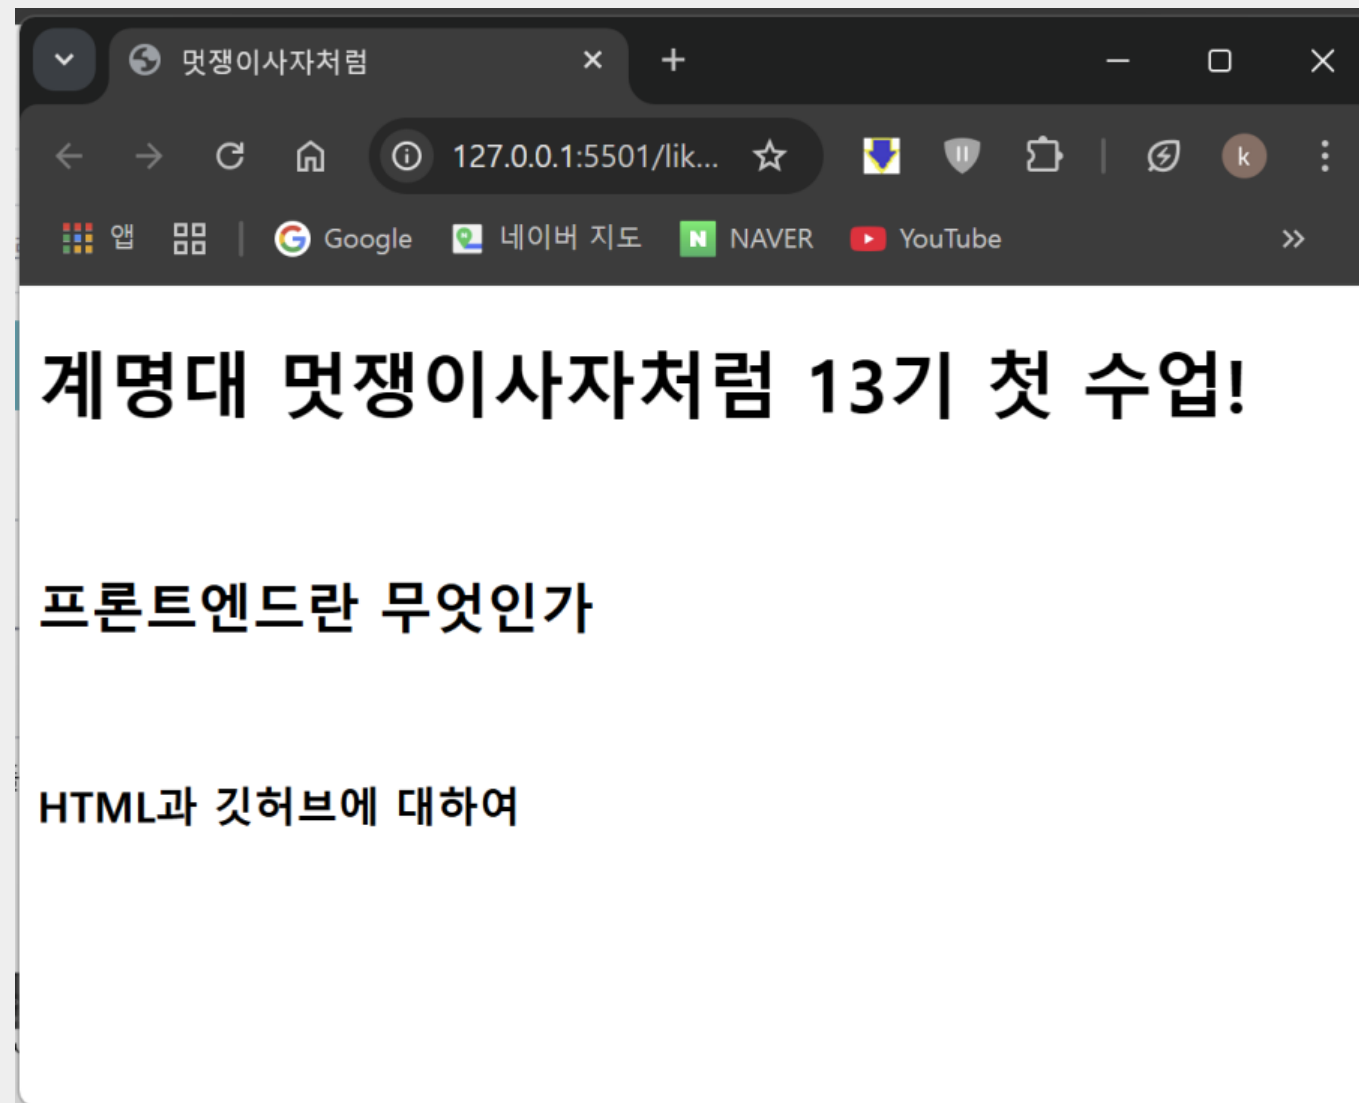 멋쟁이사자처럼
127.0.0.1:5501/lik...
k
앱 Google 네이버 지도 NAVER YouTube
계명대 멋쟁이사자처럼 13기 첫 수업!
프론트엔드란 무엇인가
HTML과 깃허브에 대하여